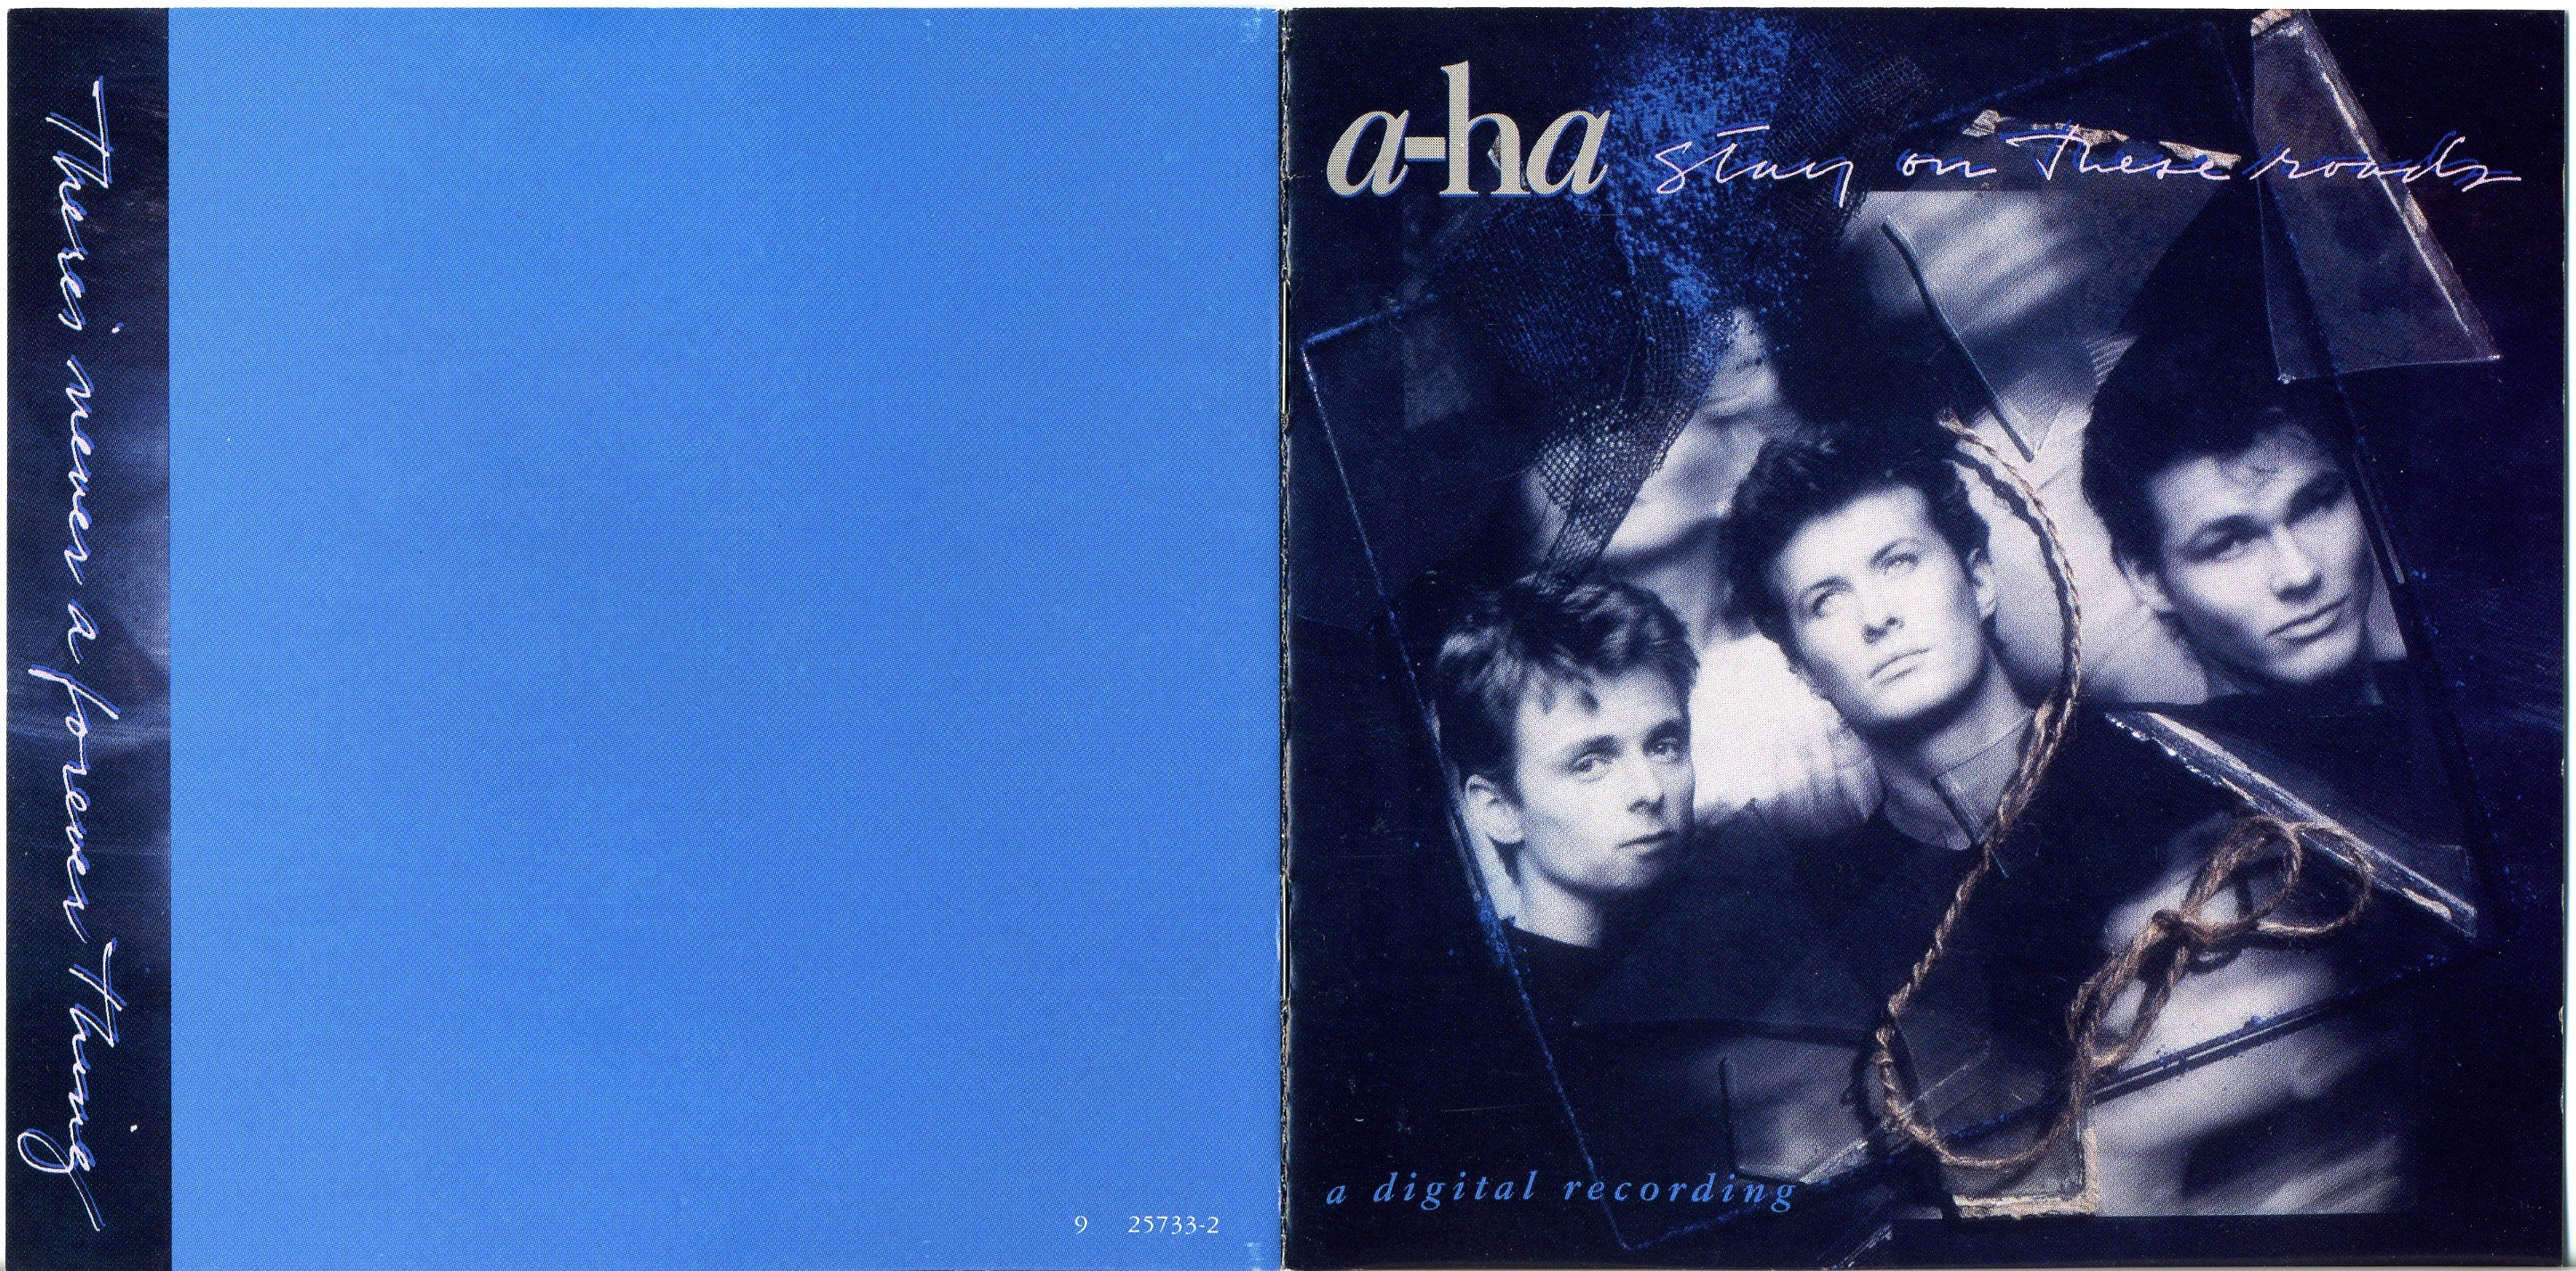 There's never a forever thing
9 25733-2
a-ha stay on these roads
a digital recording